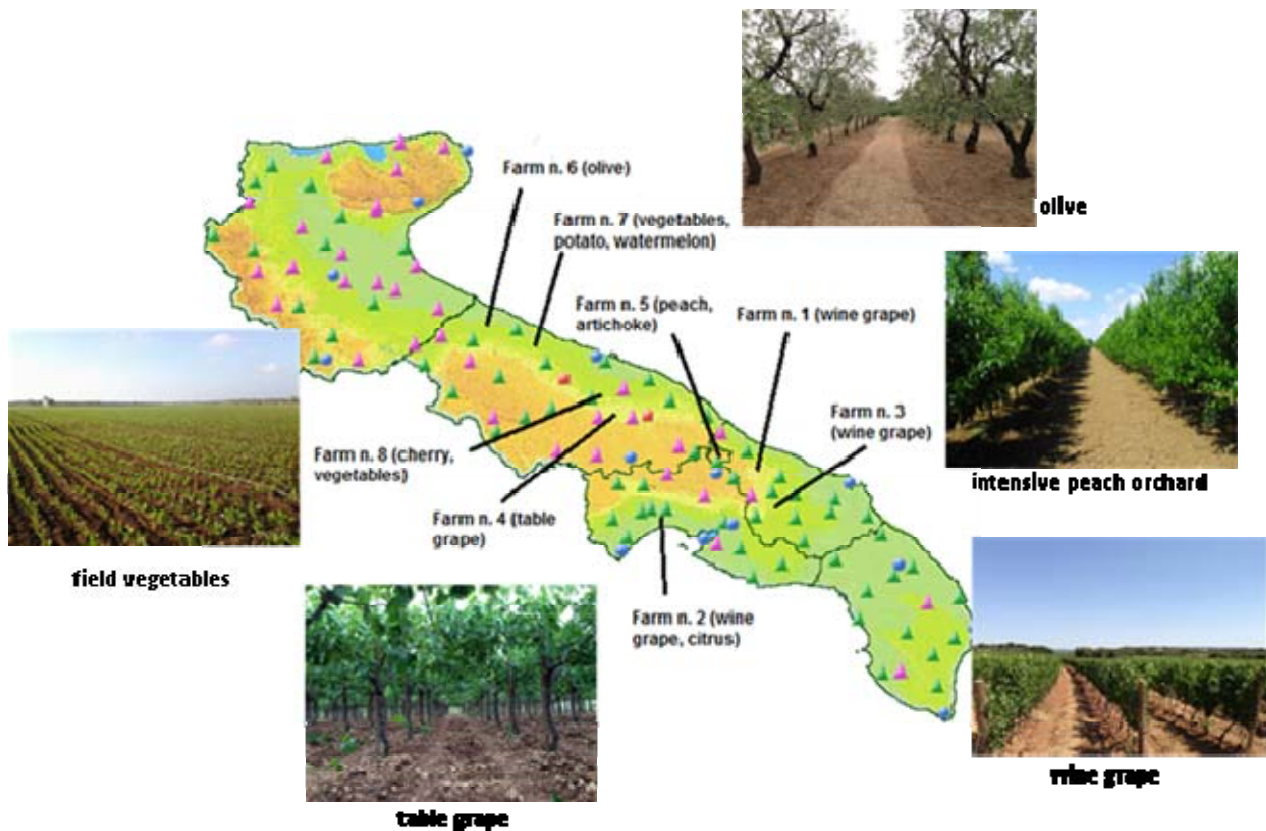 olive
Farm n. 6 (olive)
Farm n. 7 (vegetables,
potato, watermelon)
Farm n. 5 (peach,
artichoke)
Farm n. 1 (wine grape)
Farm n. 3
(wine grape)
Farm n. 8 (cherry,
vegetables)
Farm n. 4 (table
grape)
Farm n. 2 (wine
grape, citrus)
intensive peach orchard
field vegetables
wine grape
table grape